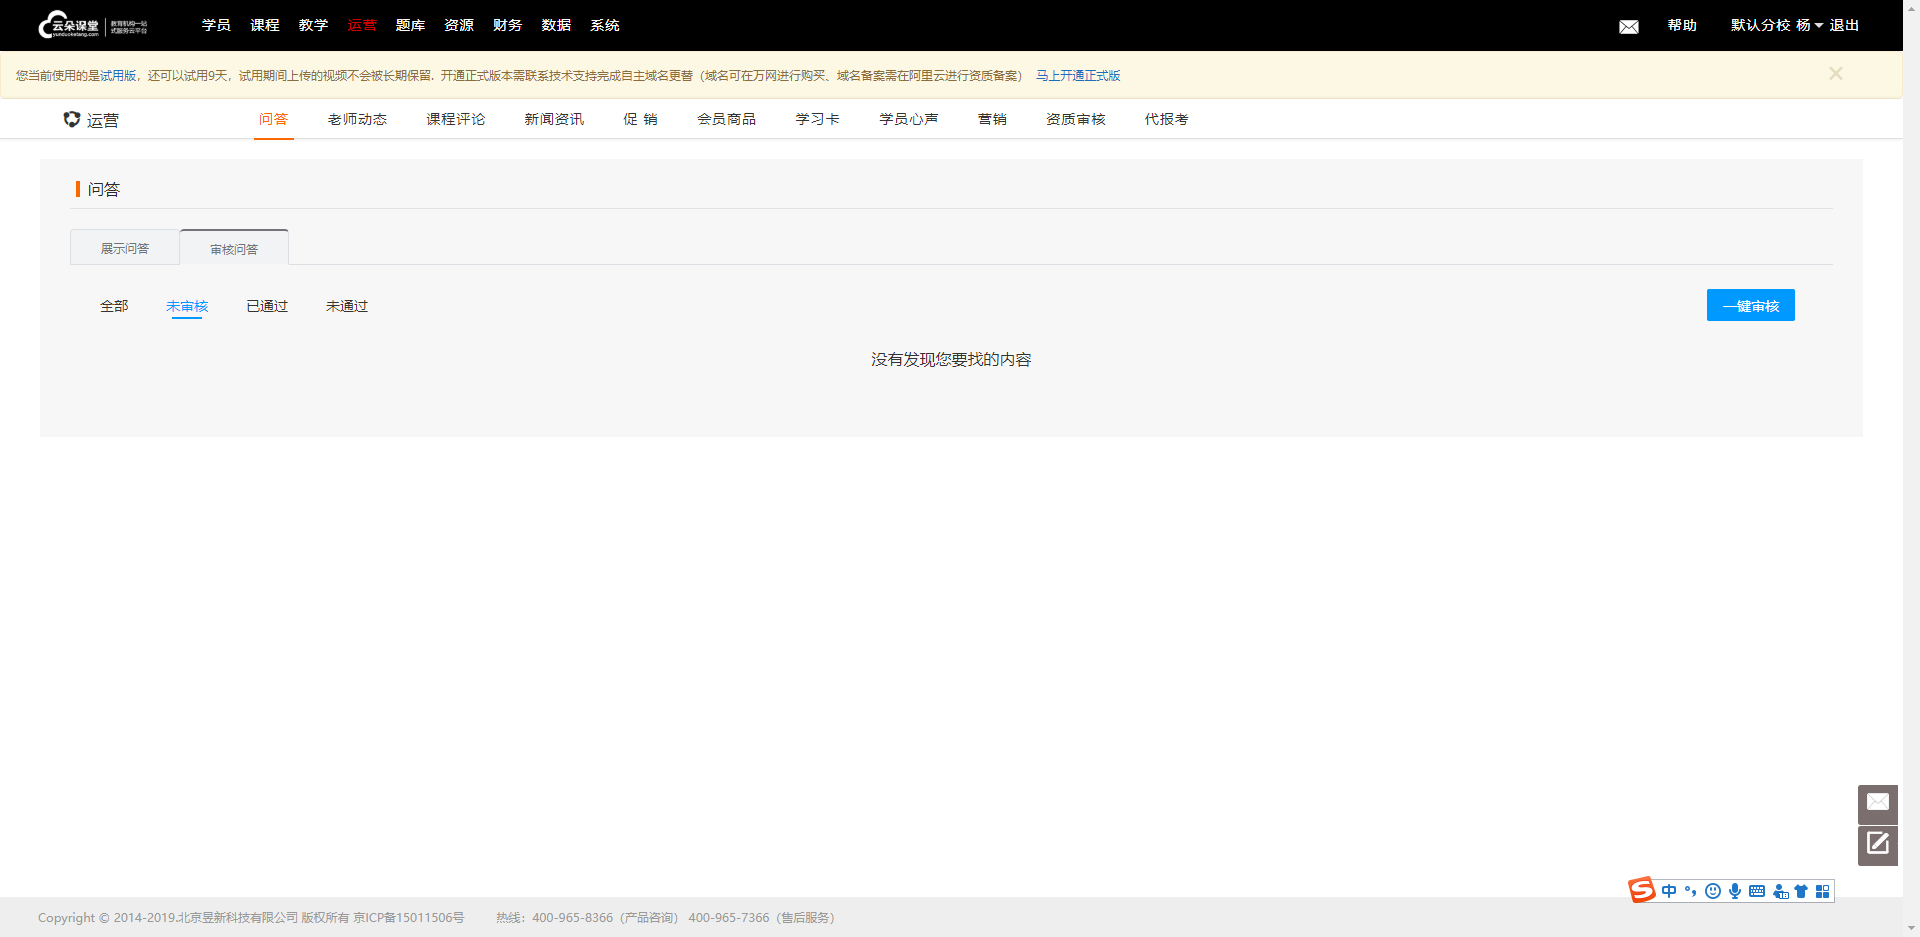 云朵课堂 yunduoketang.com 教育机构一站式服务云平台
学员 课程 教学 运营 题库 资源 财务 数据 系统 帮助 默认分校 杨 退出
您当前使用的是试用版，还可以试用9天，试用期间上传的视频不会被长期保留. 开通正式版本需联系技术支持完成自主域名更替（域名可在万网进行购买、域名备案需在阿里云进行资质备案） 马上开通正式版
运营 问答 老师动态 课程评论 新闻资讯 促 销 会员商品 学习卡 学员心声 营销 资质审核 代报考
问答
展示问答 审核问答
全部 未审核 已通过 未通过 一键审核
没有发现您要找的内容
S 中
Copyright © 2014-2019.北京昱新科技有限公司 版权所有 京ICP备15011506号 热线：400-965-8366（产品咨询） 400-965-7366（售后服务）